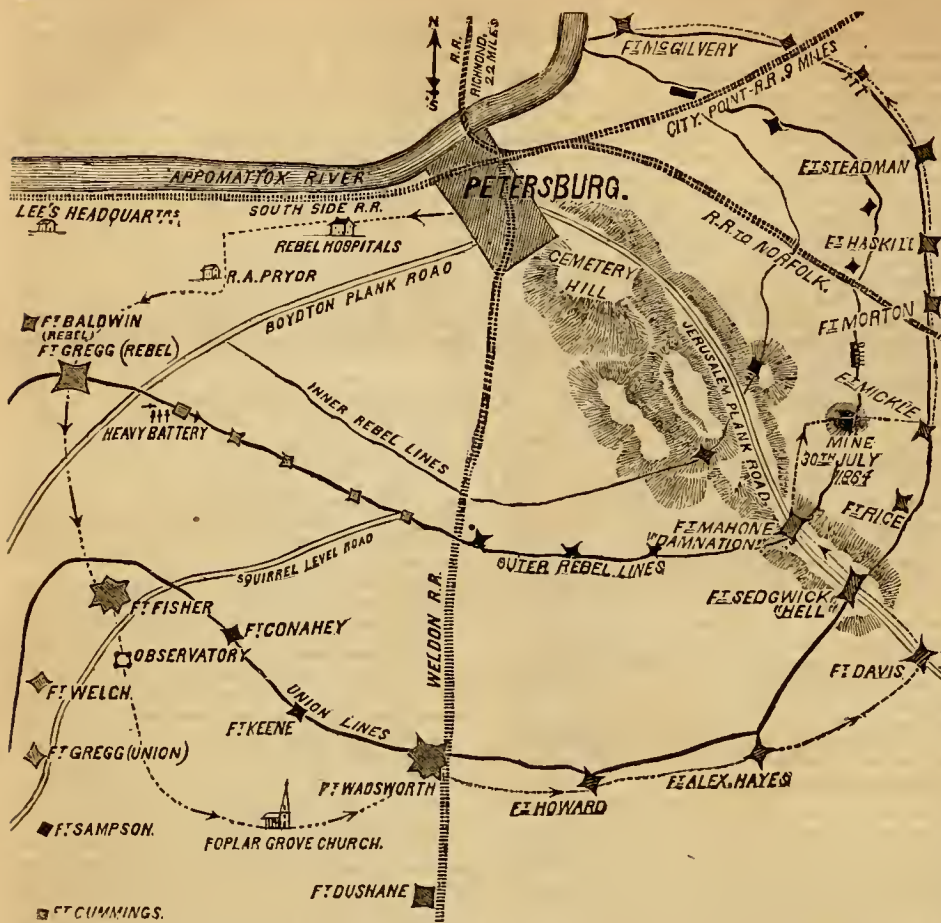 N
S
R.R.
RICHMOND,
22 MILES
FT MCGILVERY
CITY POINT-R.R. 9 MILES
APPOMATTOX RIVER
PETERSBURG.
FT STEADMAN
LEE'S HEADQUARTRS
SOUTH SIDE R.R.
REBEL HOSPITALS
R.R. TO NORFOLK.
FT HASKILL
R.A. PRYOR
CEMETERY
HILL
BOYDTON PLANK ROAD
FT BALDWIN
(REBEL)
FT GREGG (REBEL)
JERUSALEM PLANK ROAD
FT MORTON
HEAVY BATTERY
INNER REBEL LINES
FT MICKLE
MINE
30TH JULY
1864
FT RICE
FT MAHONE
"DAMNATION"
OUTER REBEL LINES
SQUIRREL LEVEL ROAD
FT SEDGWICK
"HELL"
FT FISHER
FT CONAHEY
OBSERVATORY
WELDON R.R.
FT DAVIS
FT WELCH.
UNION LINES
FT KEENE
FT GREGG (UNION)
FT WADSWORTH
FT ALEX. HAYES
FT HOWARD
FT SAMPSON.
FOPLAR GROVE CHURCH.
FT DUSHANE
FT CUMMINGS.